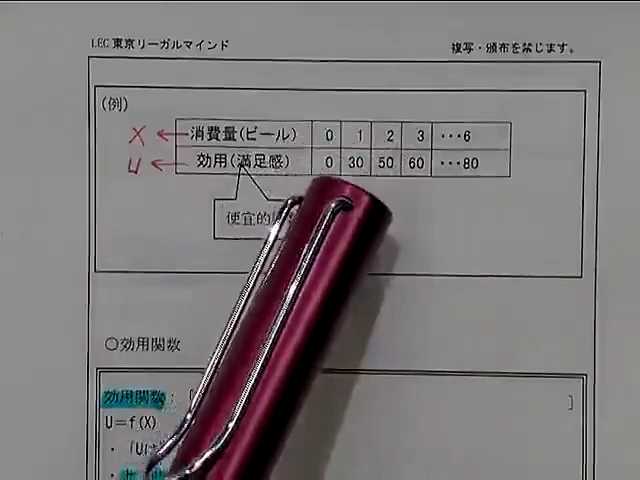 LEC東京リーガルマインド 複写・頒布を禁じます。
(例)
X ← 消費量(ビール) 0 1 2 3 ･･･6
U ← 効用(満足感) 0 30 50 60 ･･･80
便宜的
○効用関数
効用関数：[ ]
U＝f(X)
・「Uは